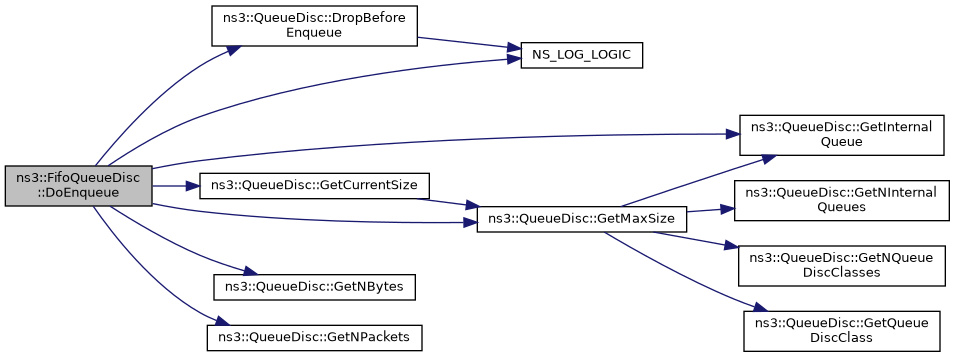 ns3::QueueDisc::DropBefore
Enqueue
NS_LOG_LOGIC
ns3::QueueDisc::GetInternal
Queue
ns3::FifoQueueDisc
::DoEnqueue
ns3::QueueDisc::GetCurrentSize
ns3::QueueDisc::GetMaxSize
ns3::QueueDisc::GetNInternal
Queues
ns3::QueueDisc::GetNQueue
DiscClasses
ns3::QueueDisc::GetNBytes
ns3::QueueDisc::GetQueue
DiscClass
ns3::QueueDisc::GetNPackets